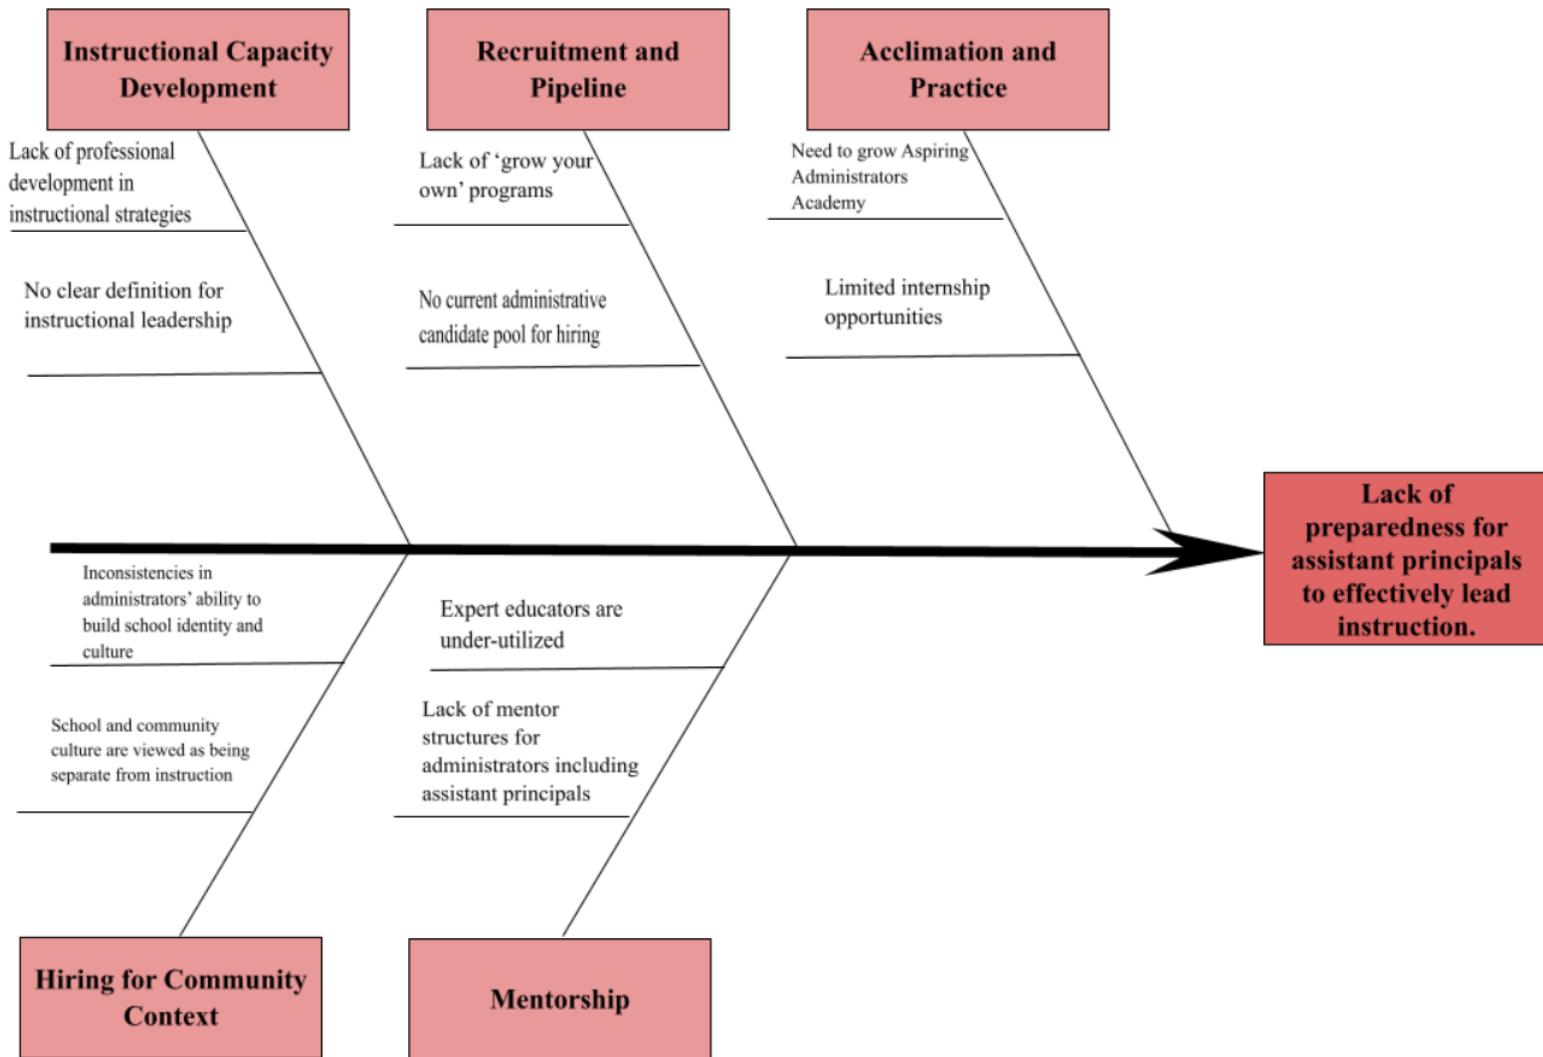 Instructional Capacity
Development
Recruitment and
Pipeline
Acclimation and
Practice
Lack of professional
development in
instructional strategies
No clear definition for
instructional leadership
Lack of ‘grow your
own’ programs
No current administrative
candidate pool for hiring
Need to grow Aspiring
Administrators
Academy
Limited internship
opportunities
Lack of
preparedness for
assistant principals
to effectively lead
instruction.
Inconsistencies in
administrators’ ability to
build school identity and
culture
School and community
culture are viewed as being
separate from instruction
Expert educators are
under-utilized
Lack of mentor
structures for
administrators including
assistant principals
Hiring for Community
Context
Mentorship